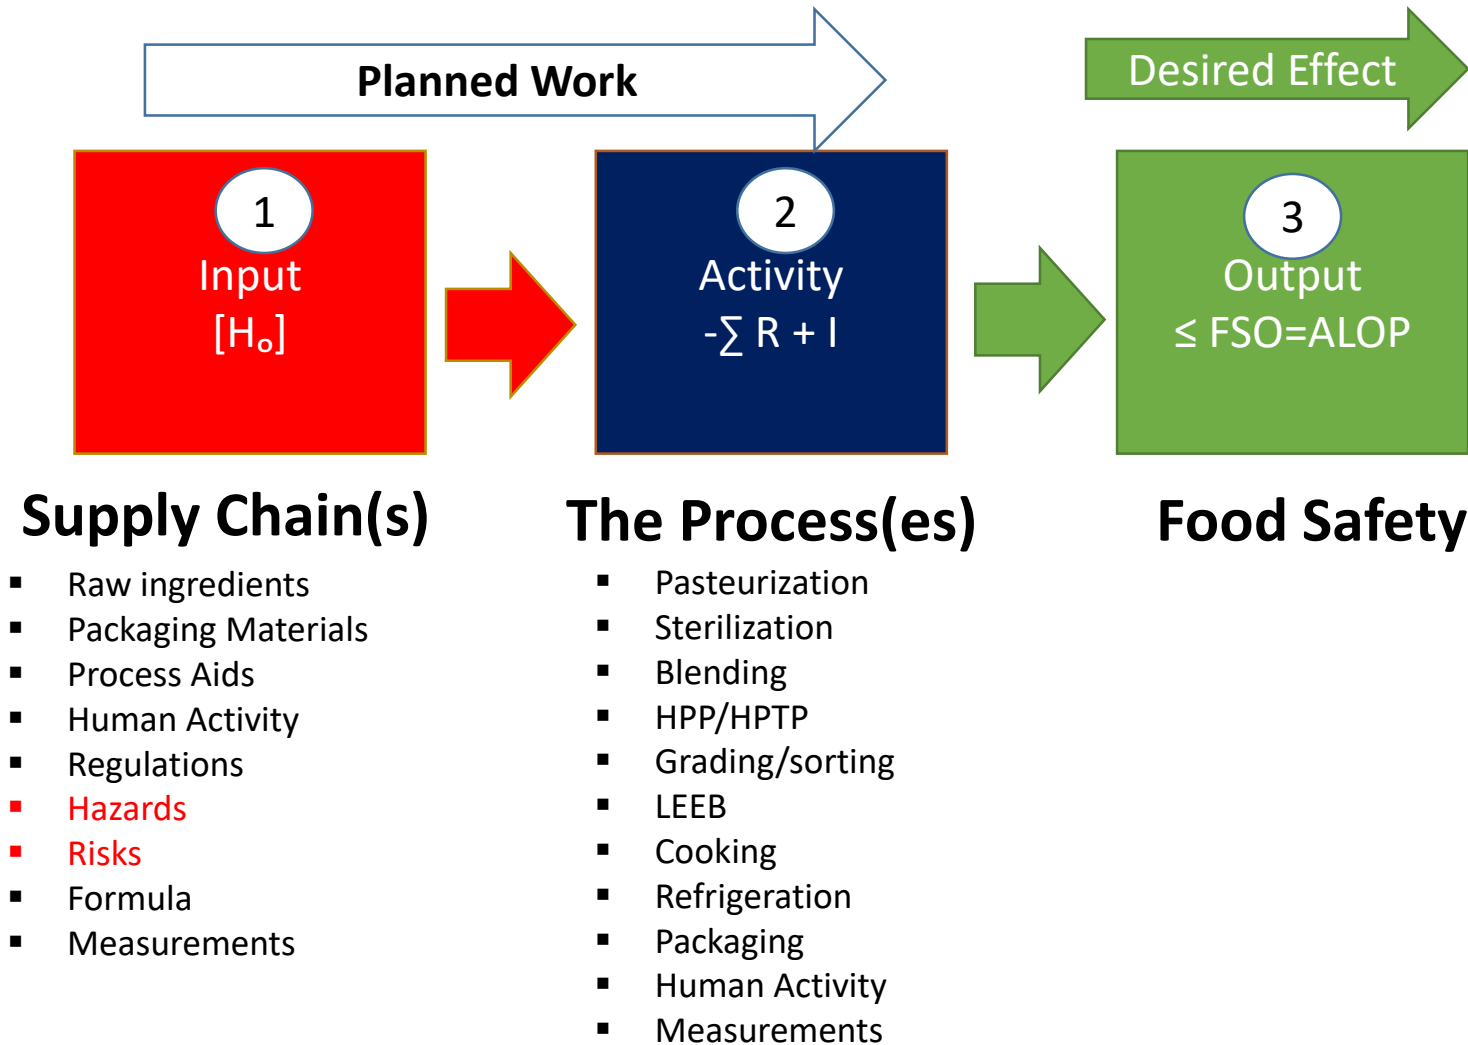 Planned Work
Desired Effect
1
Input
[Hₒ]
2
Activity
-∑ R + I
3
Output
≤ FSO=ALOP
Supply Chain(s)
▪ Raw ingredients
▪ Packaging Materials
▪ Process Aids
▪ Human Activity
▪ Regulations
▪ Hazards
▪ Risks
▪ Formula
▪ Measurements
The Process(es)
▪ Pasteurization
▪ Sterilization
▪ Blending
▪ HPP/HPTP
▪ Grading/sorting
▪ LEEB
▪ Cooking
▪ Refrigeration
▪ Packaging
▪ Human Activity
▪ Measurements
Food Safety